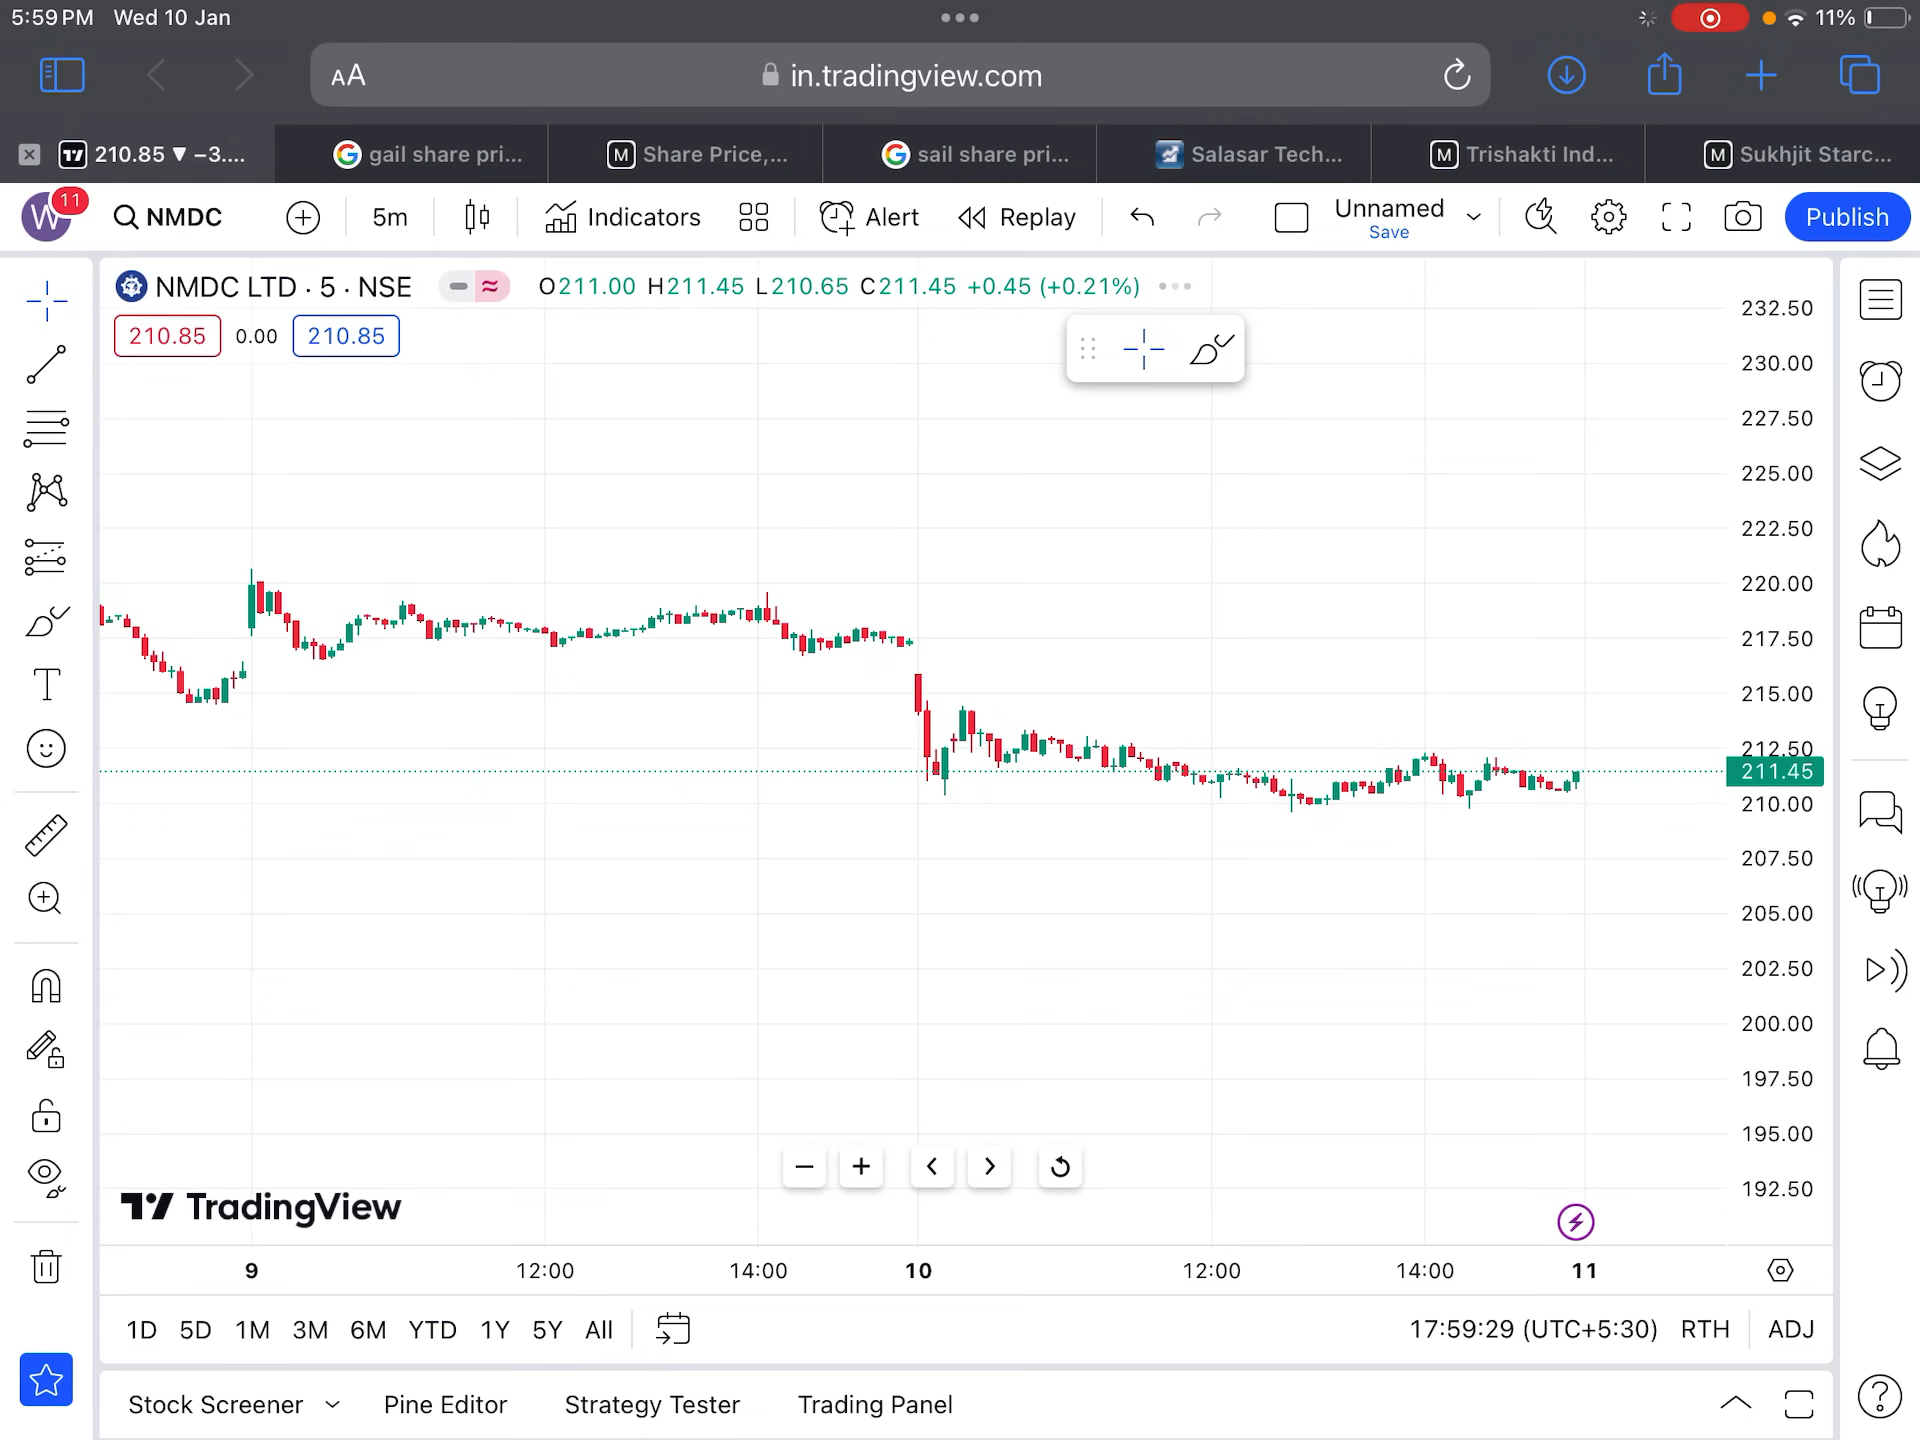 5:59 PM Wed 10 Jan 11%
AA in.tradingview.com
210.85 ▼ −3.... gail share pri... M Share Price,... sail share pri... Salasar Tech... M Trishakti Ind... M Sukhjit Starc...
W 11 NMDC 5m Indicators Alert Replay Unnamed Publish
Save
NMDC LTD · 5 · NSE O211.00 H211.45 L210.65 C211.45 +0.45 (+0.21%)
210.85 0.00 210.85
232.50
230.00
227.50
225.00
222.50
220.00
217.50
215.00
212.50
211.45
210.00
207.50
205.00
202.50
200.00
197.50
195.00
192.50
TradingView
9 12:00 14:00 10 12:00 14:00 11
1D 5D 1M 3M 6M YTD 1Y 5Y All 17:59:29 (UTC+5:30) RTH ADJ
Stock Screener Pine Editor Strategy Tester Trading Panel